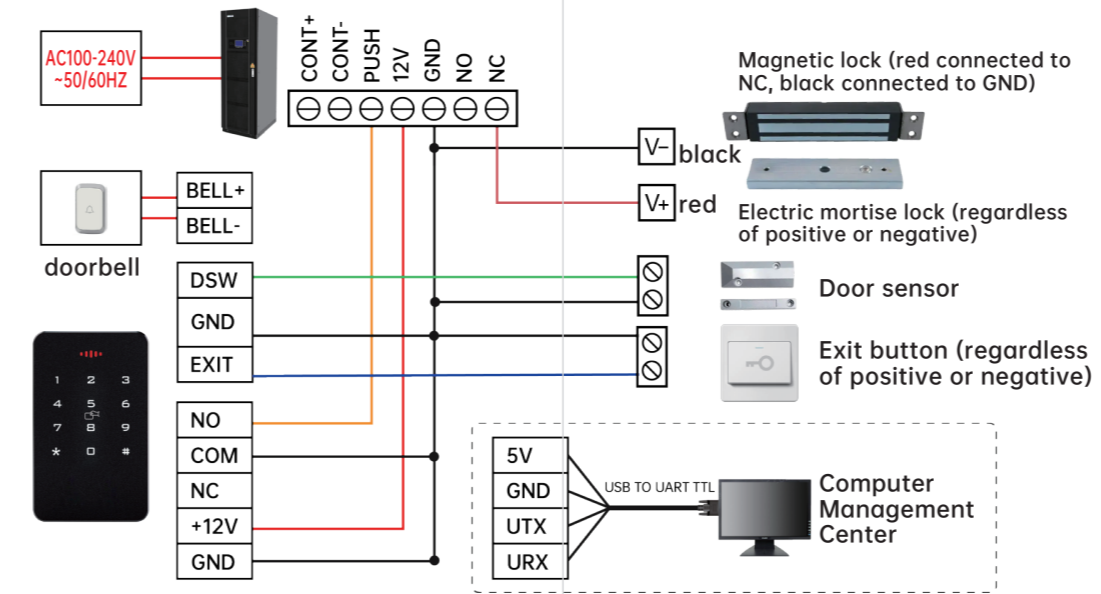 AC100-240V
~50/60HZ
CONT+
CONT-
PUSH
12V
GND
NO
NC
Magnetic lock (red connected to
NC, black connected to GND)
V-
black
V+
red
Electric mortise lock (regardless
of positive or negative)
BELL+
BELL-
doorbell
DSW
GND
EXIT
Door sensor
Exit button (regardless
of positive or negative)
1 2 3
4 5 6
7 8 9
* 0 #
NO
COM
NC
+12V
GND
5V
GND
UTX
URX
USB TO UART TTL
Computer
Management
Center